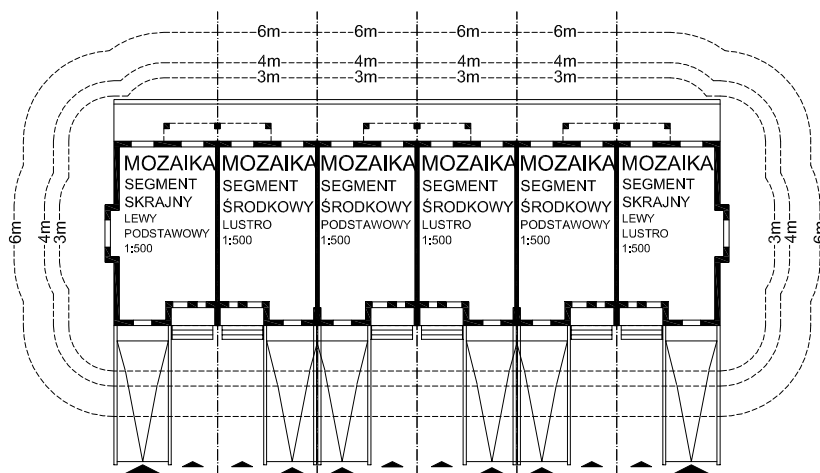 6m 6m 6m 6m
4m 4m 4m 4m
3m 3m 3m 3m
MOZAIKA
SEGMENT
SKRAJNY
LEWY
PODSTAWOWY
1:500
MOZAIKA
SEGMENT
ŚRODKOWY
LUSTRO
1:500
MOZAIKA
SEGMENT
ŚRODKOWY
PODSTAWOWY
1:500
MOZAIKA
SEGMENT
ŚRODKOWY
LUSTRO
1:500
MOZAIKA
SEGMENT
ŚRODKOWY
PODSTAWOWY
1:500
MOZAIKA
SEGMENT
SKRAJNY
LEWY
LUSTRO
1:500
6m 4m 3m
3m 4m 6m